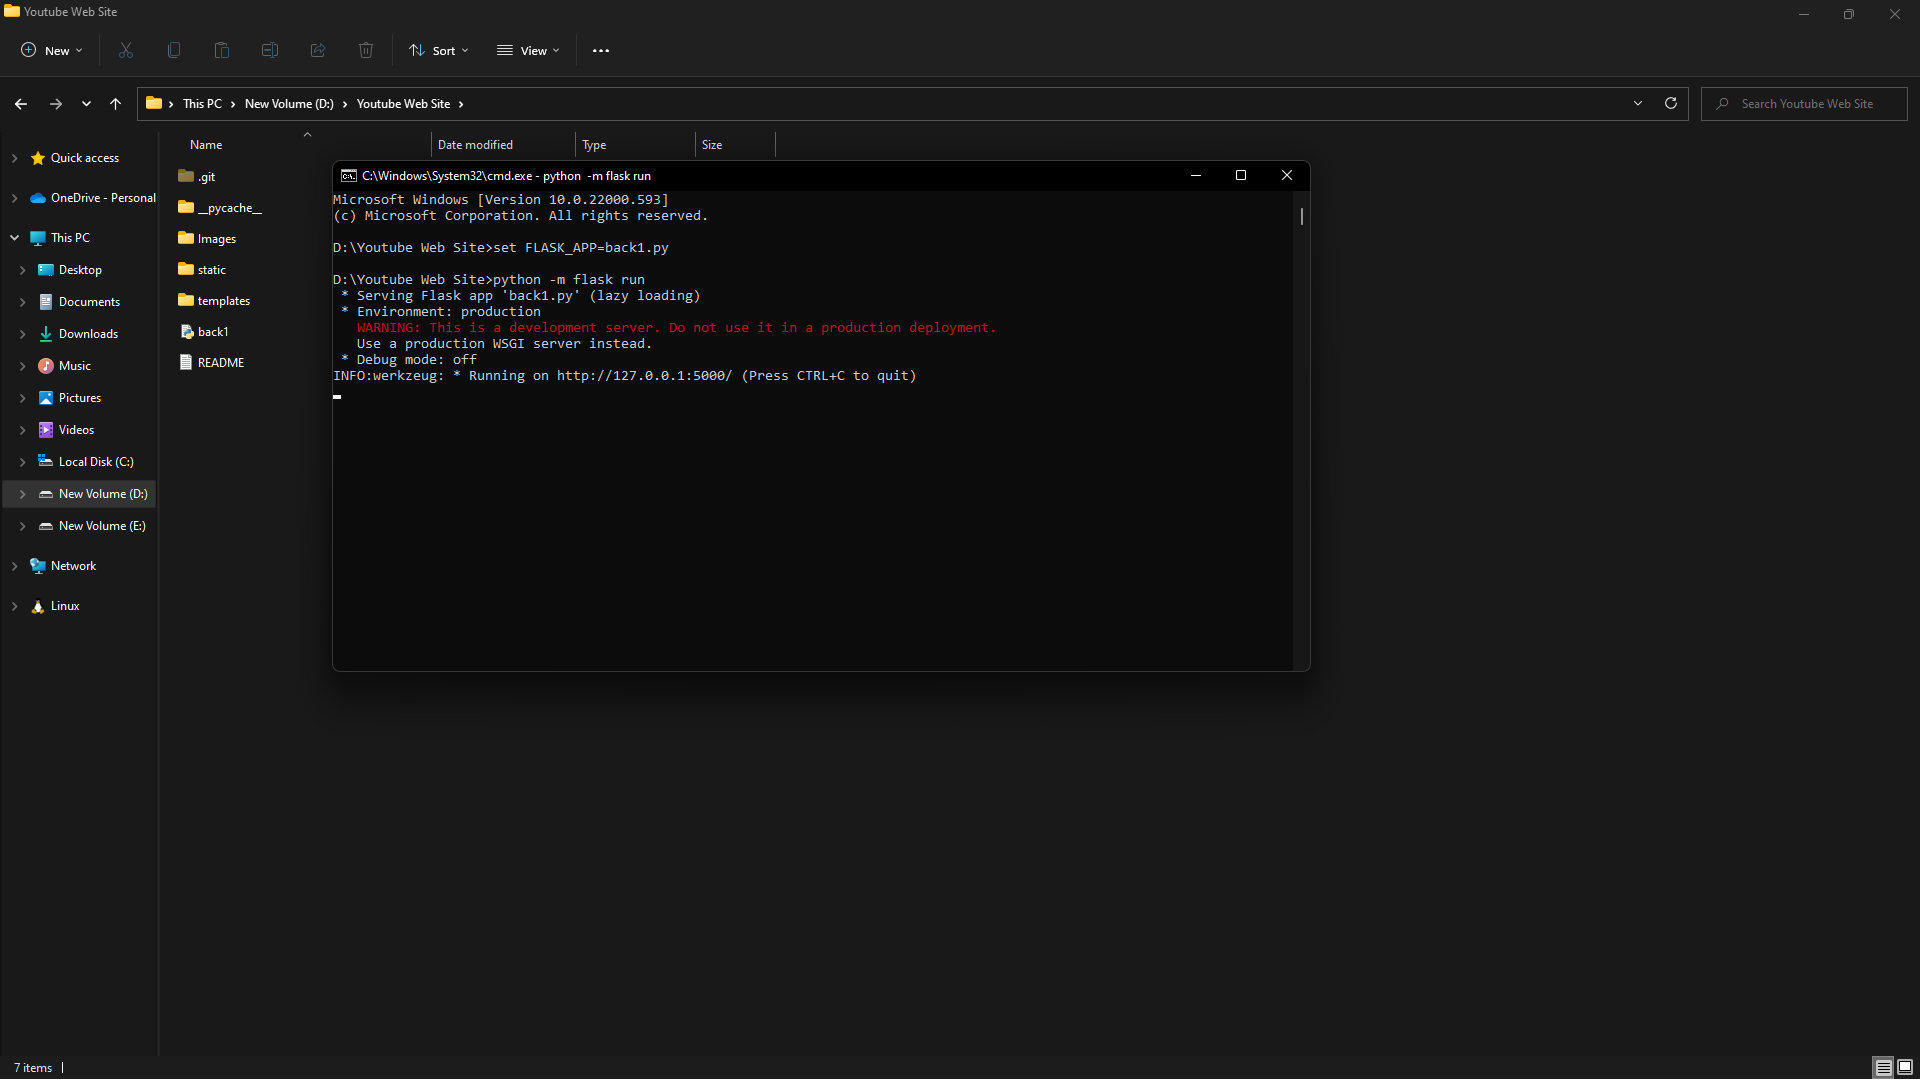 Youtube Web Site
New
Sort
View
This PC
New Volume (D:)
Youtube Web Site
Search Youtube Web Site
Name
Date modified
Type
Size
Quick access
OneDrive - Personal
This PC
Desktop
Documents
Downloads
Music
Pictures
Videos
Local Disk (C:)
New Volume (D:)
New Volume (E:)
Network
Linux
.git
__pycache__
Images
static
templates
back1
README
C:\Windows\System32\cmd.exe - python  -m flask run
Microsoft Windows [Version 10.0.22000.593]
(c) Microsoft Corporation. All rights reserved.
D:\Youtube Web Site>set FLASK_APP=back1.py
D:\Youtube Web Site>python -m flask run
* Serving Flask app 'back1.py' (lazy loading)
* Environment: production
WARNING: This is a development server. Do not use it in a production deployment.
Use a production WSGI server instead.
* Debug mode: off
INFO:werkzeug: * Running on http://127.0.0.1:5000/ (Press CTRL+C to quit)
7 items